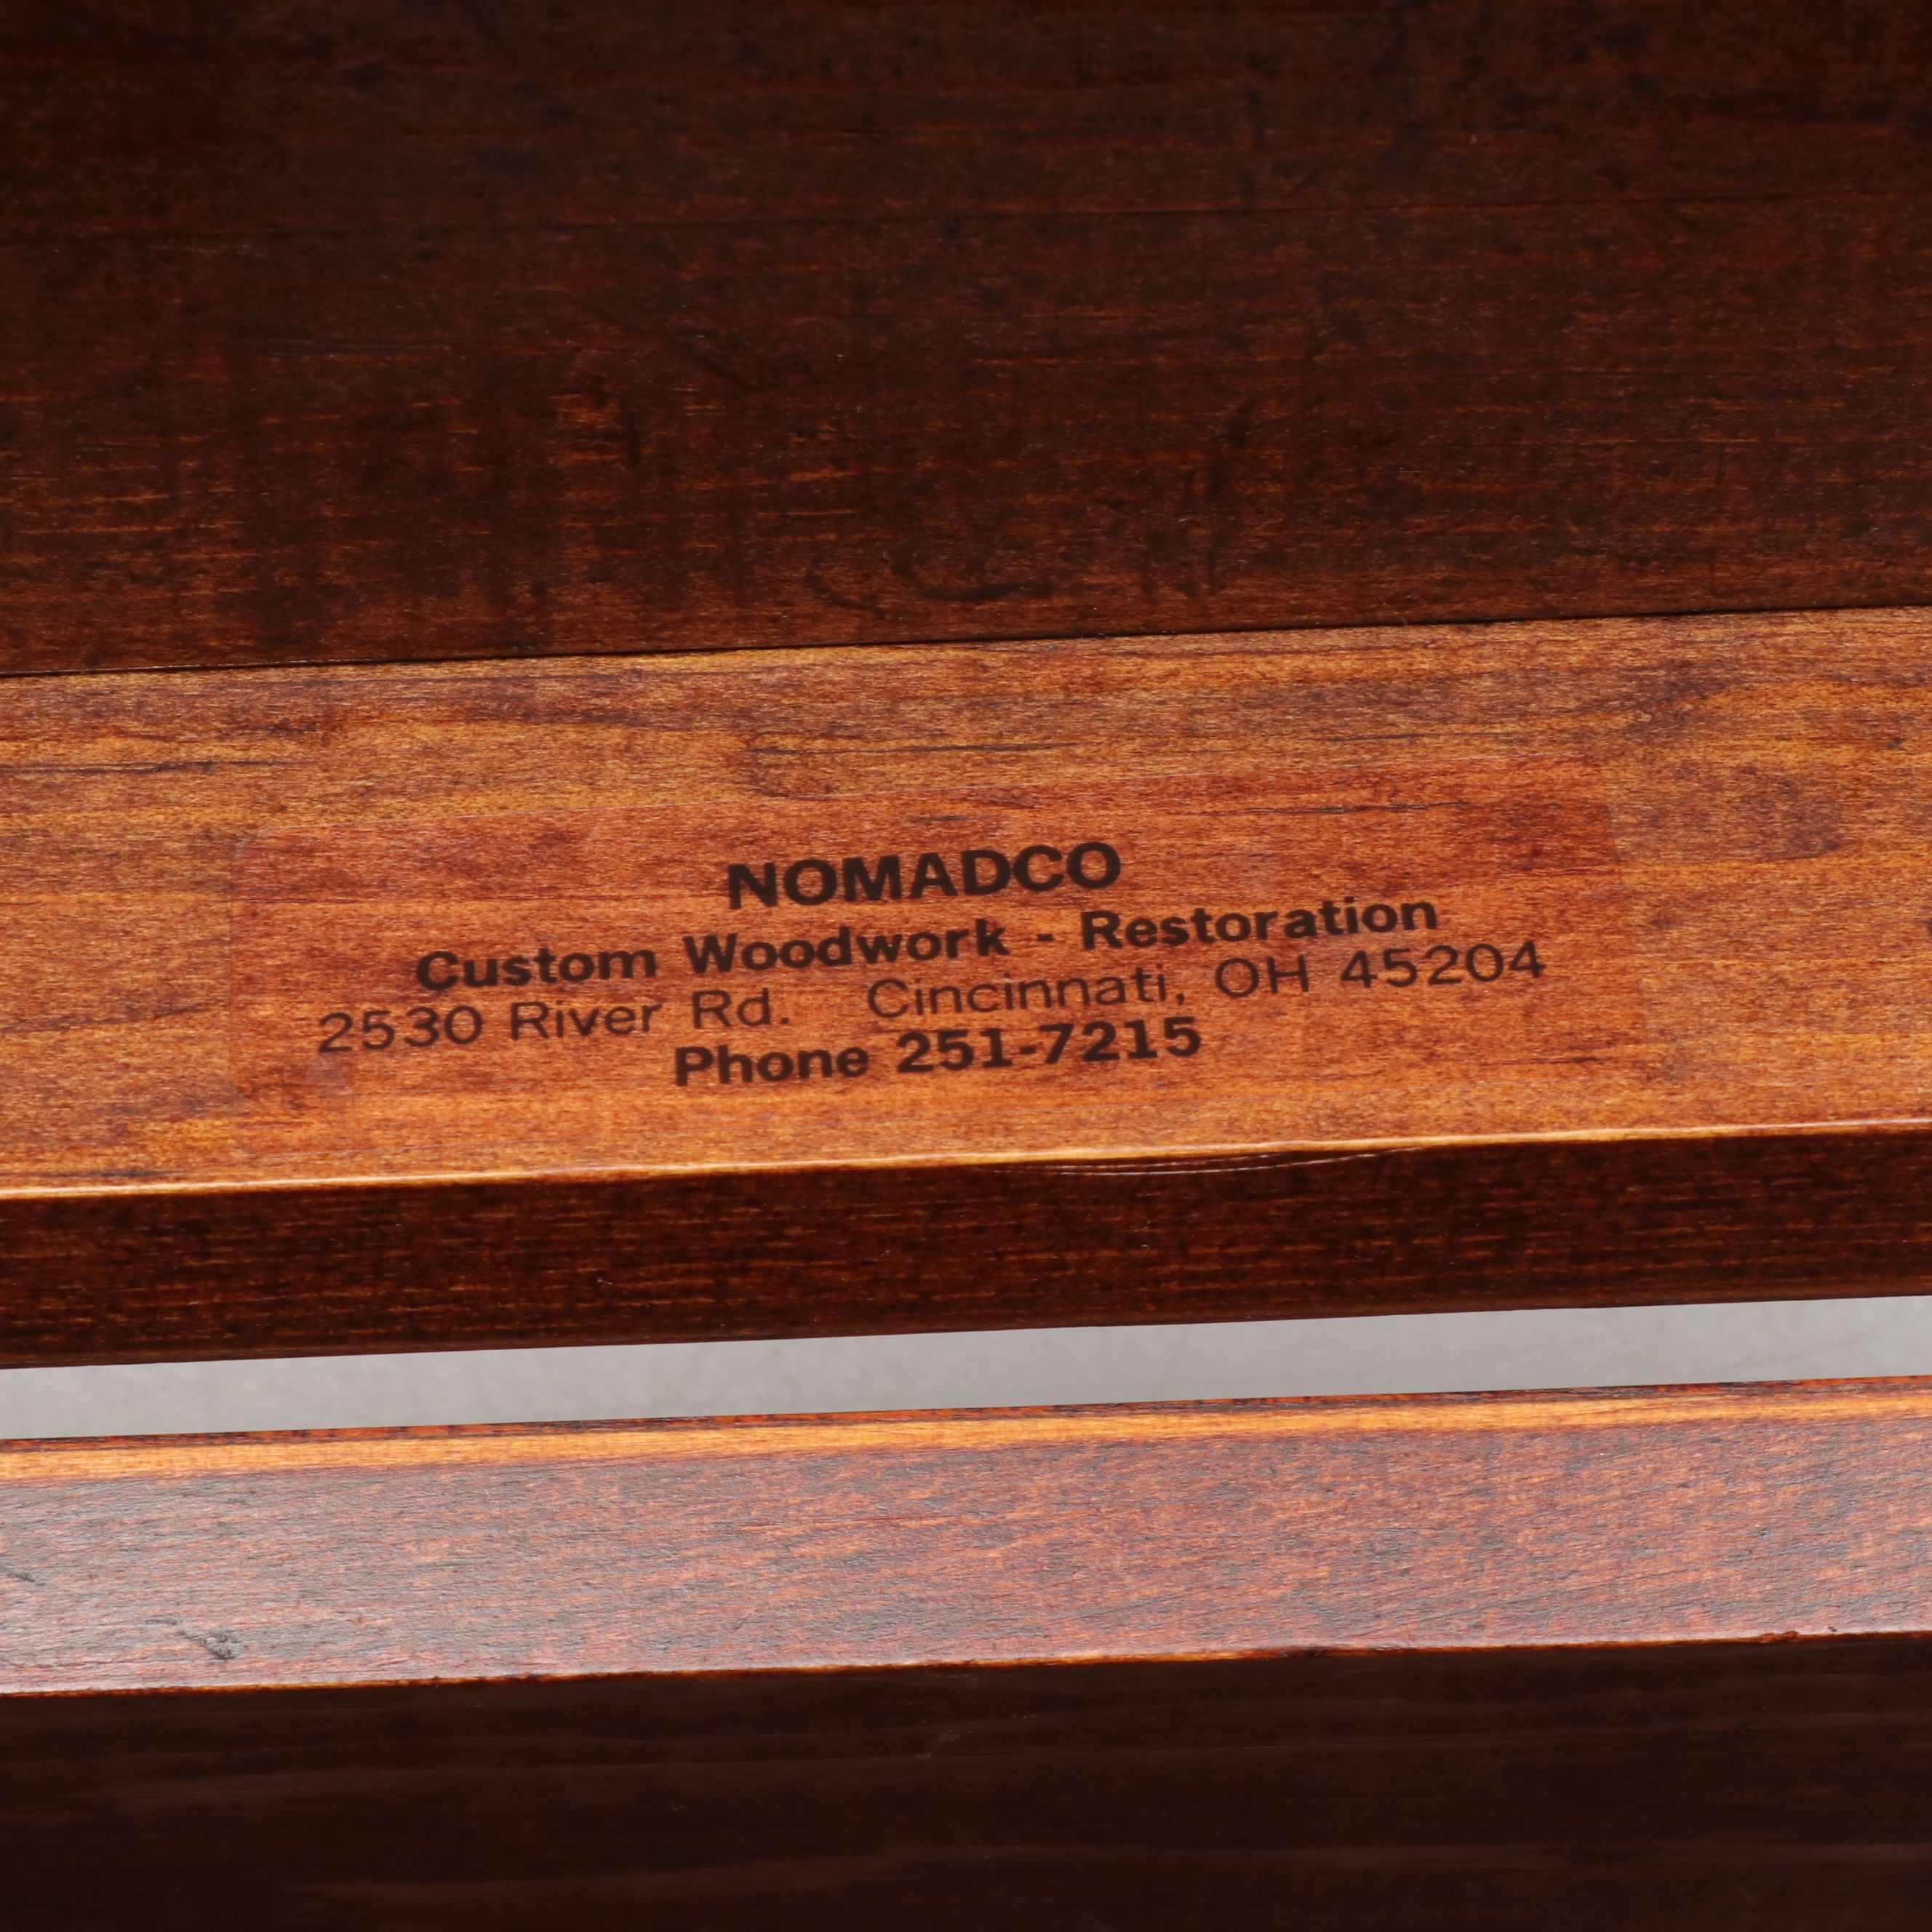 NOMADCO
Custom Woodwork - Restoration
2530 River Rd. Cincinnati, OH 45204
Phone 251-7215